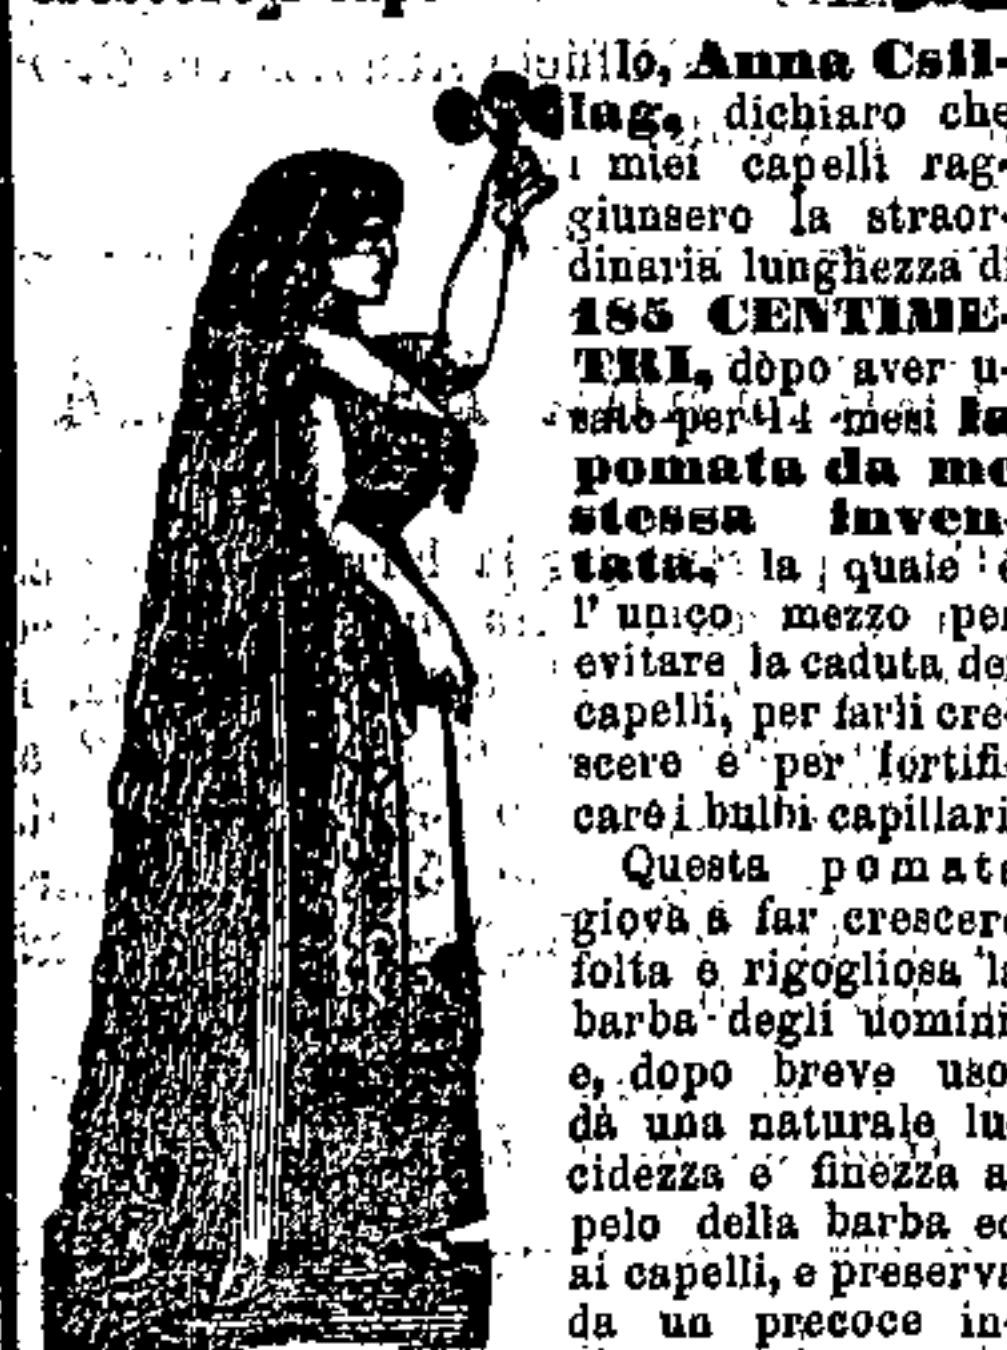 Anna Csil-
lag, dichiaro che
i miei capelli rag-
giunsero la straor-
dinaria lunghezza di
185 CENTIME-
TRI, dopo aver u-
sato per 14 mesi la
pomata da me
stessa inven-
tata, la quale è
l' unico mezzo per
evitare la caduta dei
capelli, per farli cre-
scere e per fortifi-
care i bulbi capillari
Questa pomata
giova a far crescere
folta e rigogliosa la
barba degli uomini
e, dopo breve uso
dà una naturale lu-
cidezza e finezza al
pelo della barba ed
ai capelli, e preserva
da un precoce in-